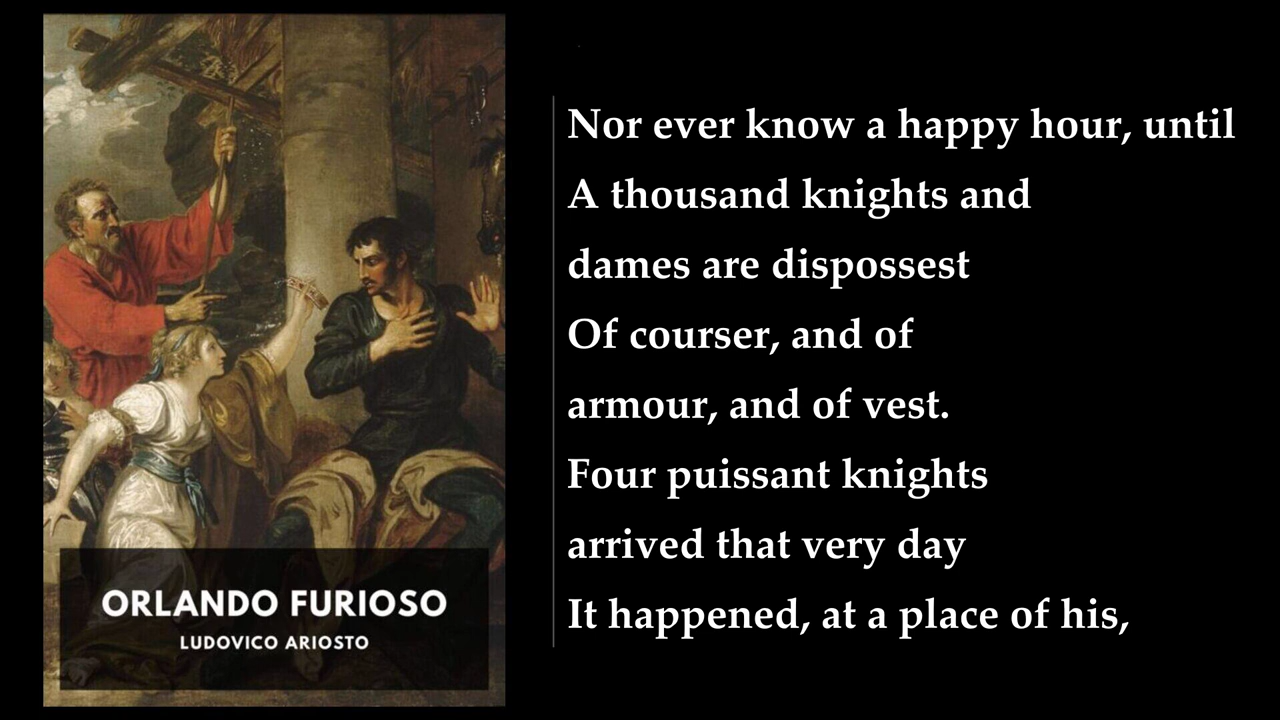 ORLANDO FURIOSO
LUDOVICO ARIOSTO
Nor ever know a happy hour, until
A thousand knights and
dames are dispossest
Of courser, and of
armour, and of vest.
Four puissant knights
arrived that very day
It happened, at a place of his,